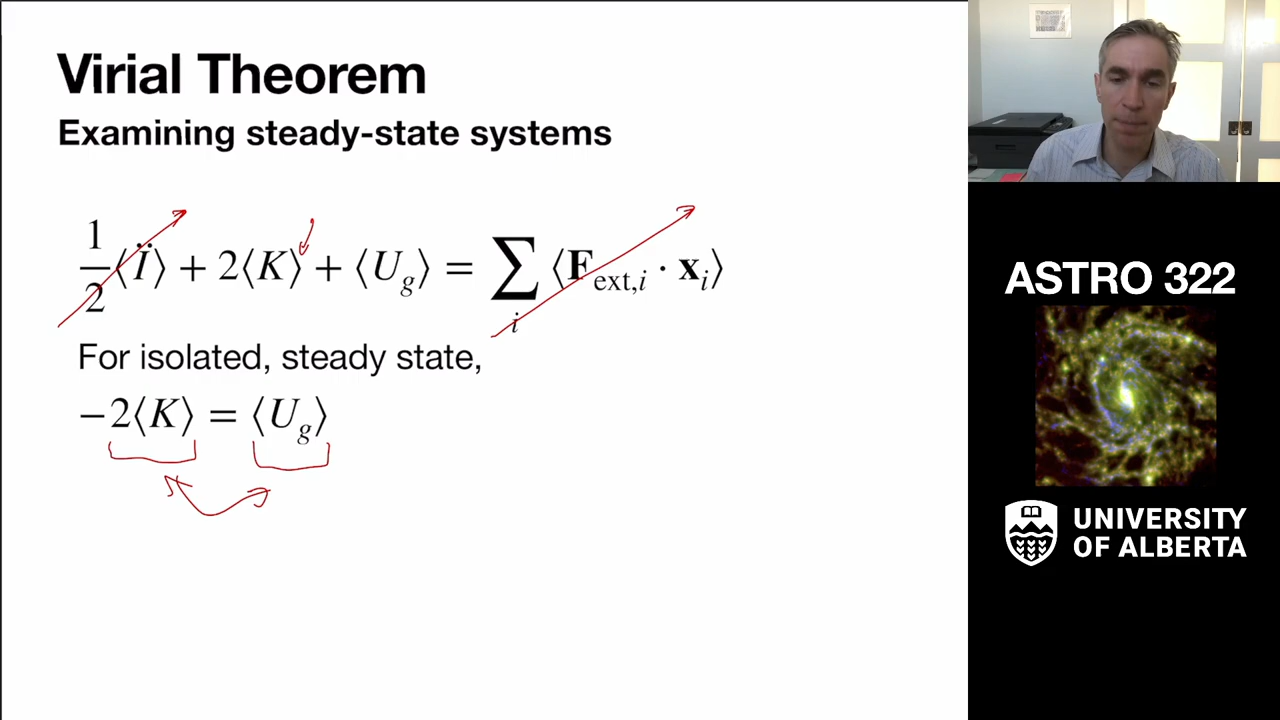 Virial Theorem
Examining steady-state systems
1/2⟨Ï⟩ + 2⟨K⟩ + ⟨U_g⟩ = ∑_i ⟨F_ext,i · x_i⟩
For isolated, steady state,
−2⟨K⟩ = ⟨U_g⟩
ASTRO 322
UNIVERSITY
OF ALBERTA